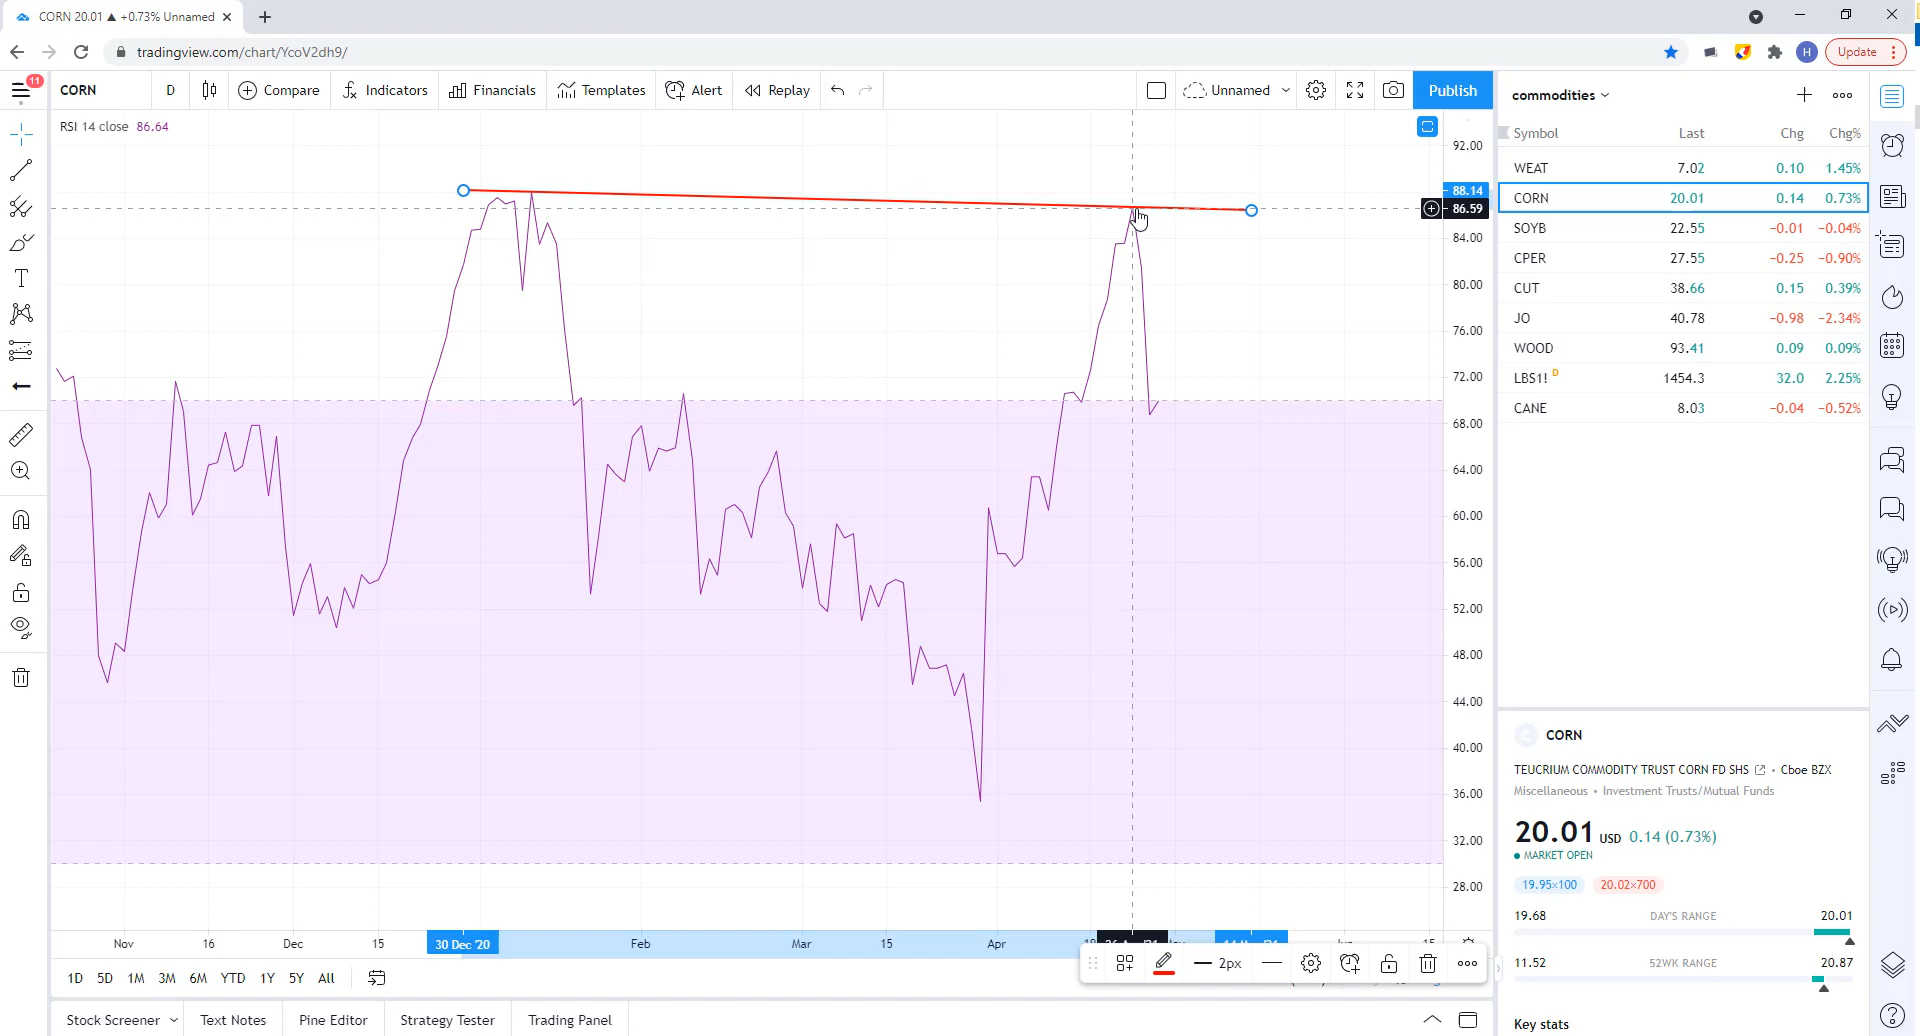 CORN 20.01 ▲ +0.73% Unnamed
tradingview.com/chart/YcoV2dh9/
H
Update
11
CORN
D
Compare
Indicators
Financials
Templates
Alert
Replay
Unnamed
Publish
RSI 14 close 86.64
92.00
88.14
86.59
84.00
80.00
76.00
72.00
68.00
64.00
60.00
56.00
52.00
48.00
44.00
40.00
36.00
32.00
28.00
Nov
16
Dec
15
30 Dec '20
Feb
Mar
15
Apr
15
2px
1D 5D 1M 3M 6M YTD 1Y 5Y All
Stock Screener
Text Notes
Pine Editor
Strategy Tester
Trading Panel
commodities
Symbol Last Chg Chg%
WEAT 7.02 0.10 1.45%
CORN 20.01 0.14 0.73%
SOYB 22.55 −0.01 −0.04%
CPER 27.55 −0.25 −0.90%
CUT 38.66 0.15 0.39%
JO 40.78 −0.98 −2.34%
WOOD 93.41 0.09 0.09%
LBS1! D 1454.3 32.0 2.25%
CANE 8.03 −0.04 −0.52%
C CORN
TEUCRIUM COMMODITY TRUST CORN FD SHS • Cboe BZX
Miscellaneous • Investment Trusts/Mutual Funds
20.01 USD 0.14 (0.73%)
MARKET OPEN
19.95×100 20.02×700
19.68 DAY'S RANGE 20.01
11.52 52WK RANGE 20.87
Key stats